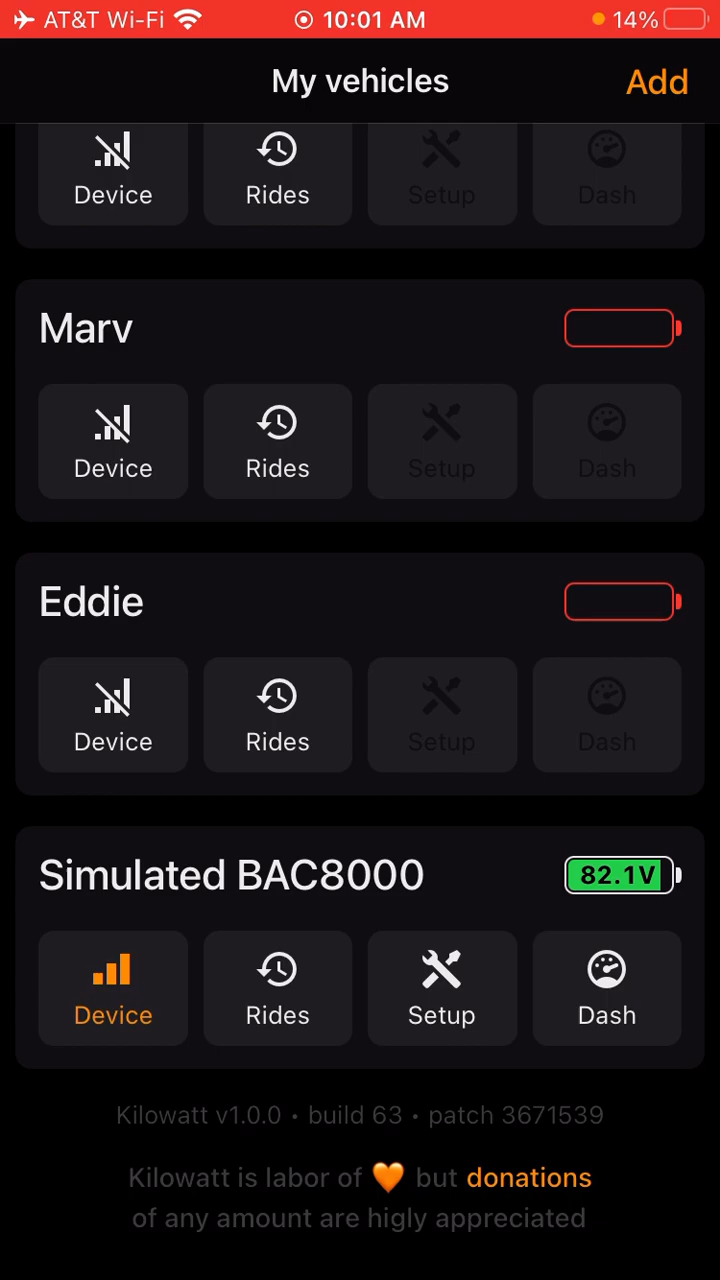 AT&T Wi-Fi 10:01 AM 14%
My vehicles Add
Device Rides Setup Dash
Marv
Device Rides Setup Dash
Eddie
Device Rides Setup Dash
Simulated BAC8000 82.1V
Device Rides Setup Dash
Kilowatt v1.0.0 • build 63 • patch 3671539
Kilowatt is labor of 🧡 but donations
of any amount are higly appreciated